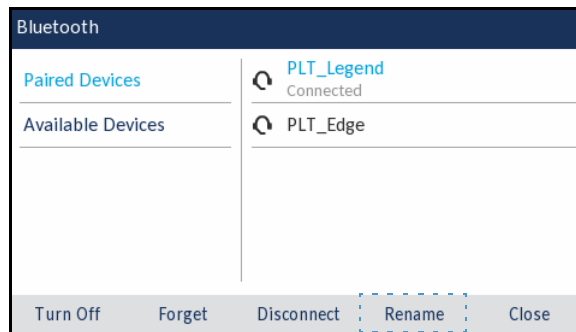 Bluetooth
Paired Devices
Available Devices
PLT_Legend
Connected
PLT_Edge
Turn Off Forget Disconnect Rename Close